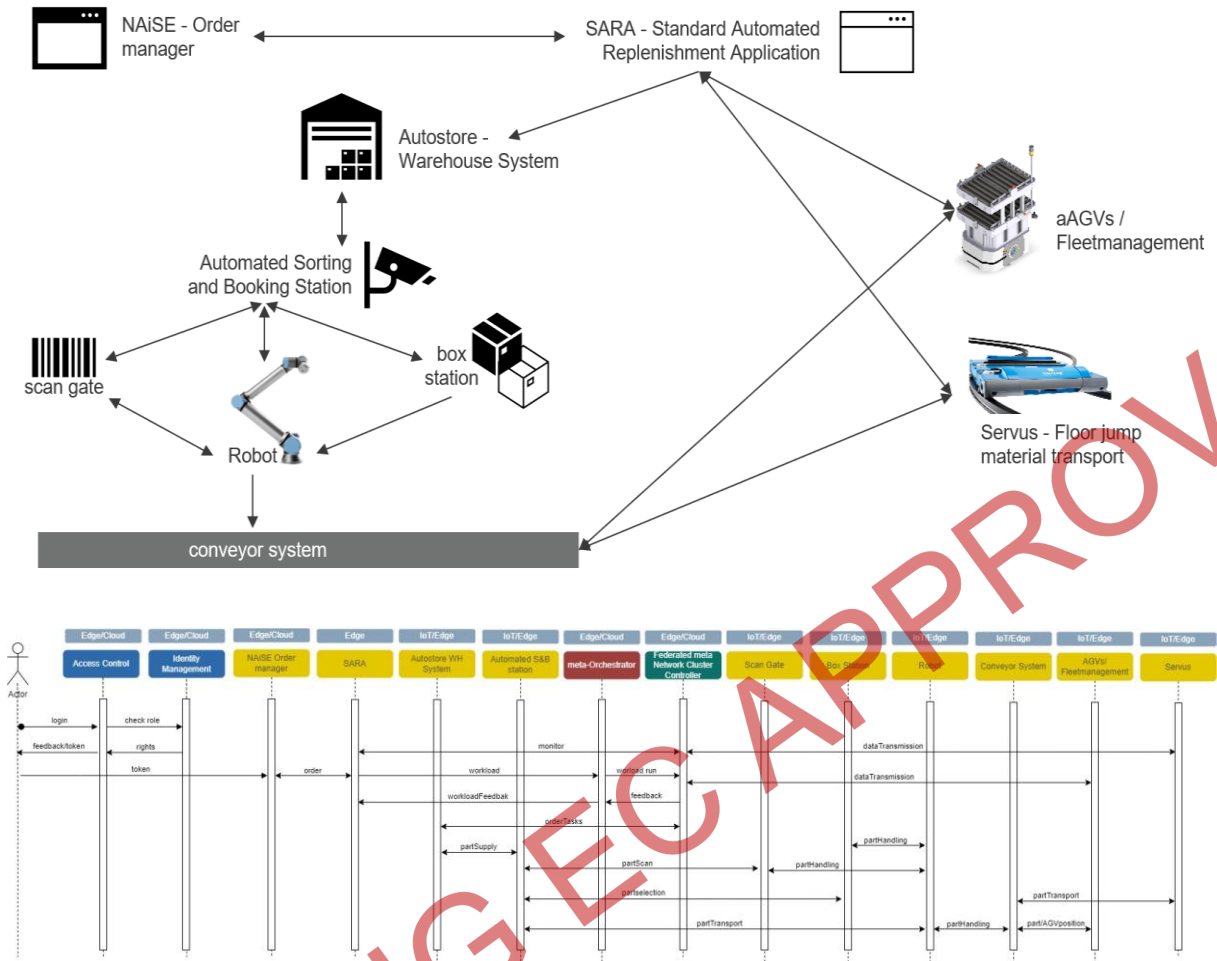 NAiSE - Order
manager
SARA - Standard Automated
Replenishment Application
Autostore -
Warehouse System
aAGVs /
Fleetmanagement
Automated Sorting
and Booking Station
scan gate
box
station
Robot
Servus - Floor jump
material transport
conveyor system
Edge/Cloud Edge/Cloud Edge/Cloud Edge IoT/Edge IoT/Edge Edge/Cloud Edge/Cloud IoT/Edge IoT/Edge IoT/Edge IoT/Edge IoT/Edge IoT/Edge
Access Control
Identity
Management
NAiSE Order
manager
SARA
Autostore WH
System
Automated S&B
station
meta-Orchestrator
Federated meta
Network Cluster
Controller
Scan Gate
Box Station
Robot
Conveyor System
AGVs/
Fleetmanagement
Servus
Actor
login check role
feedback/token rights monitor dataTransmission
token order workload worload run dataTransmission
workloadFeedbak feedback
orderTasks
partSupply partHandling
partScan partHandling
partselection partTransport
partTransport partHandling part/AGVposition
NG EC APPROV